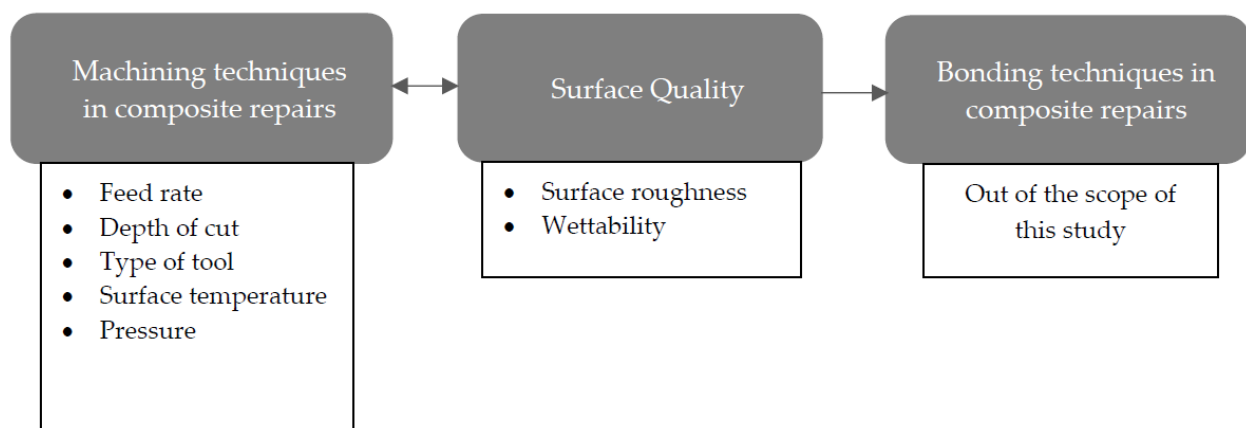 Machining techniques
in composite repairs
• Feed rate
• Depth of cut
• Type of tool
• Surface temperature
• Pressure
Surface Quality
• Surface roughness
• Wettability
Bonding techniques in
composite repairs
Out of the scope of
this study